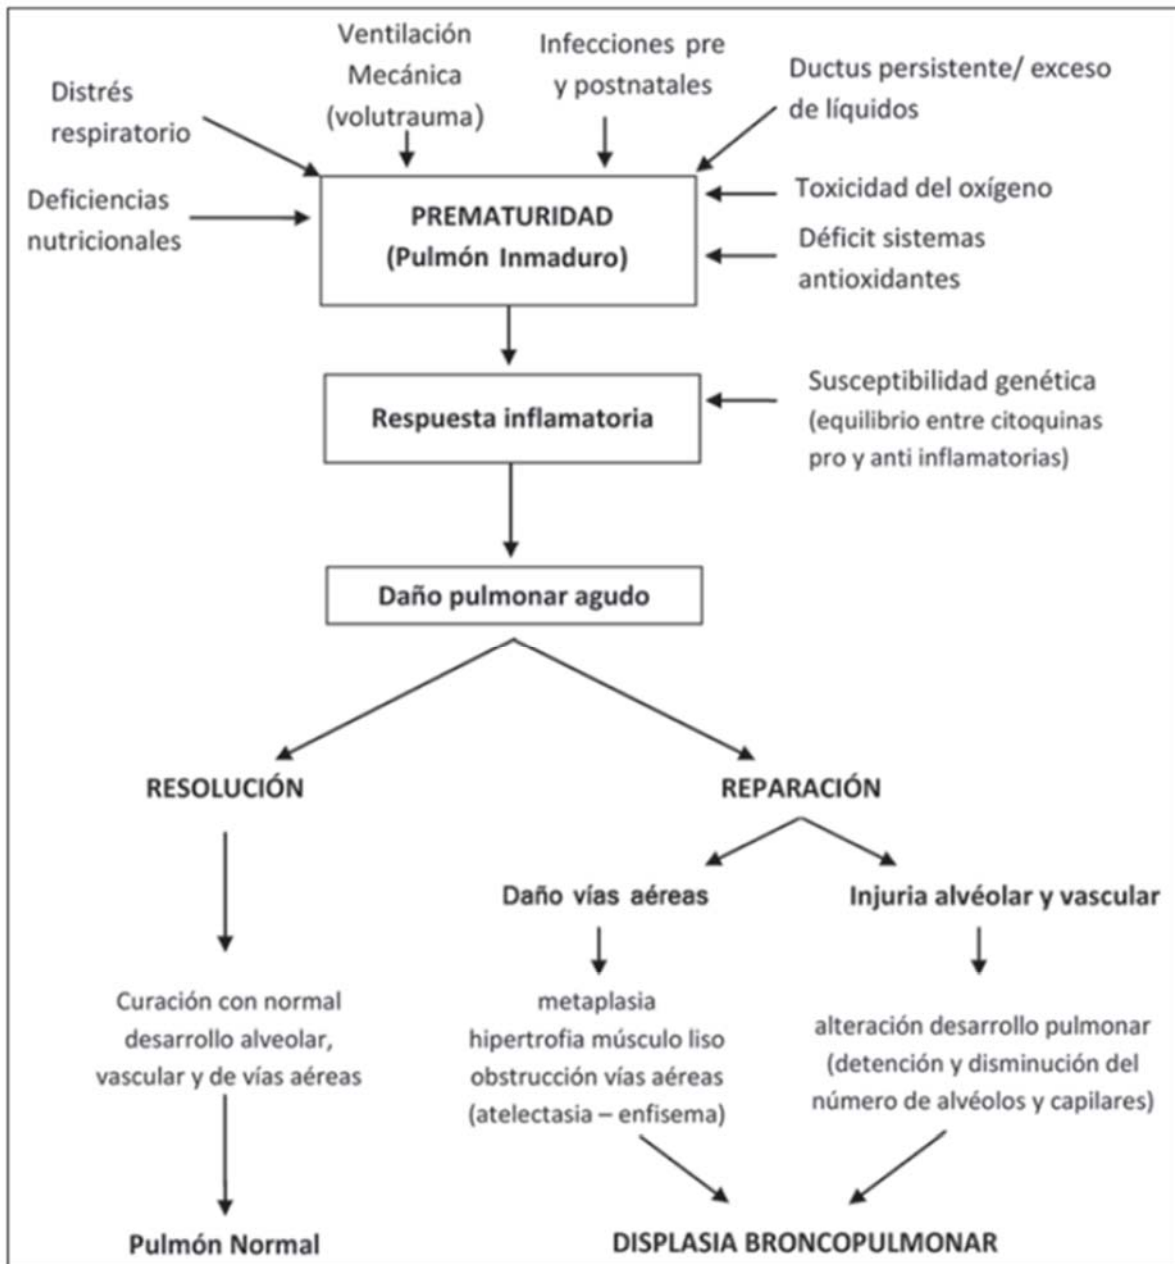 Ventilación
Mecánica
(volutrauma)
Infecciones pre
y postnatales
Ductus persistente/ exceso
de líquidos
Distrés
respiratorio
Deficiencias
nutricionales
PREMATURIDAD
(Pulmón Inmaduro)
Toxicidad del oxígeno
Déficit sistemas
antioxidantes
Respuesta inflamatoria
Susceptibilidad genética
(equilibrio entre citoquinas
pro y anti inflamatorias)
Daño pulmonar agudo
RESOLUCIÓN
REPARACIÓN
Daño vías aéreas
Injuria alvéolar y vascular
Curación con normal
desarrollo alveolar,
vascular y de vías aéreas
metaplasia
hipertrofia músculo liso
obstrucción vías aéreas
(atelectasia – enfisema)
alteración desarrollo pulmonar
(detención y disminución del
número de alvéolos y capilares)
Pulmón Normal
DISPLASIA BRONCOPULMONAR